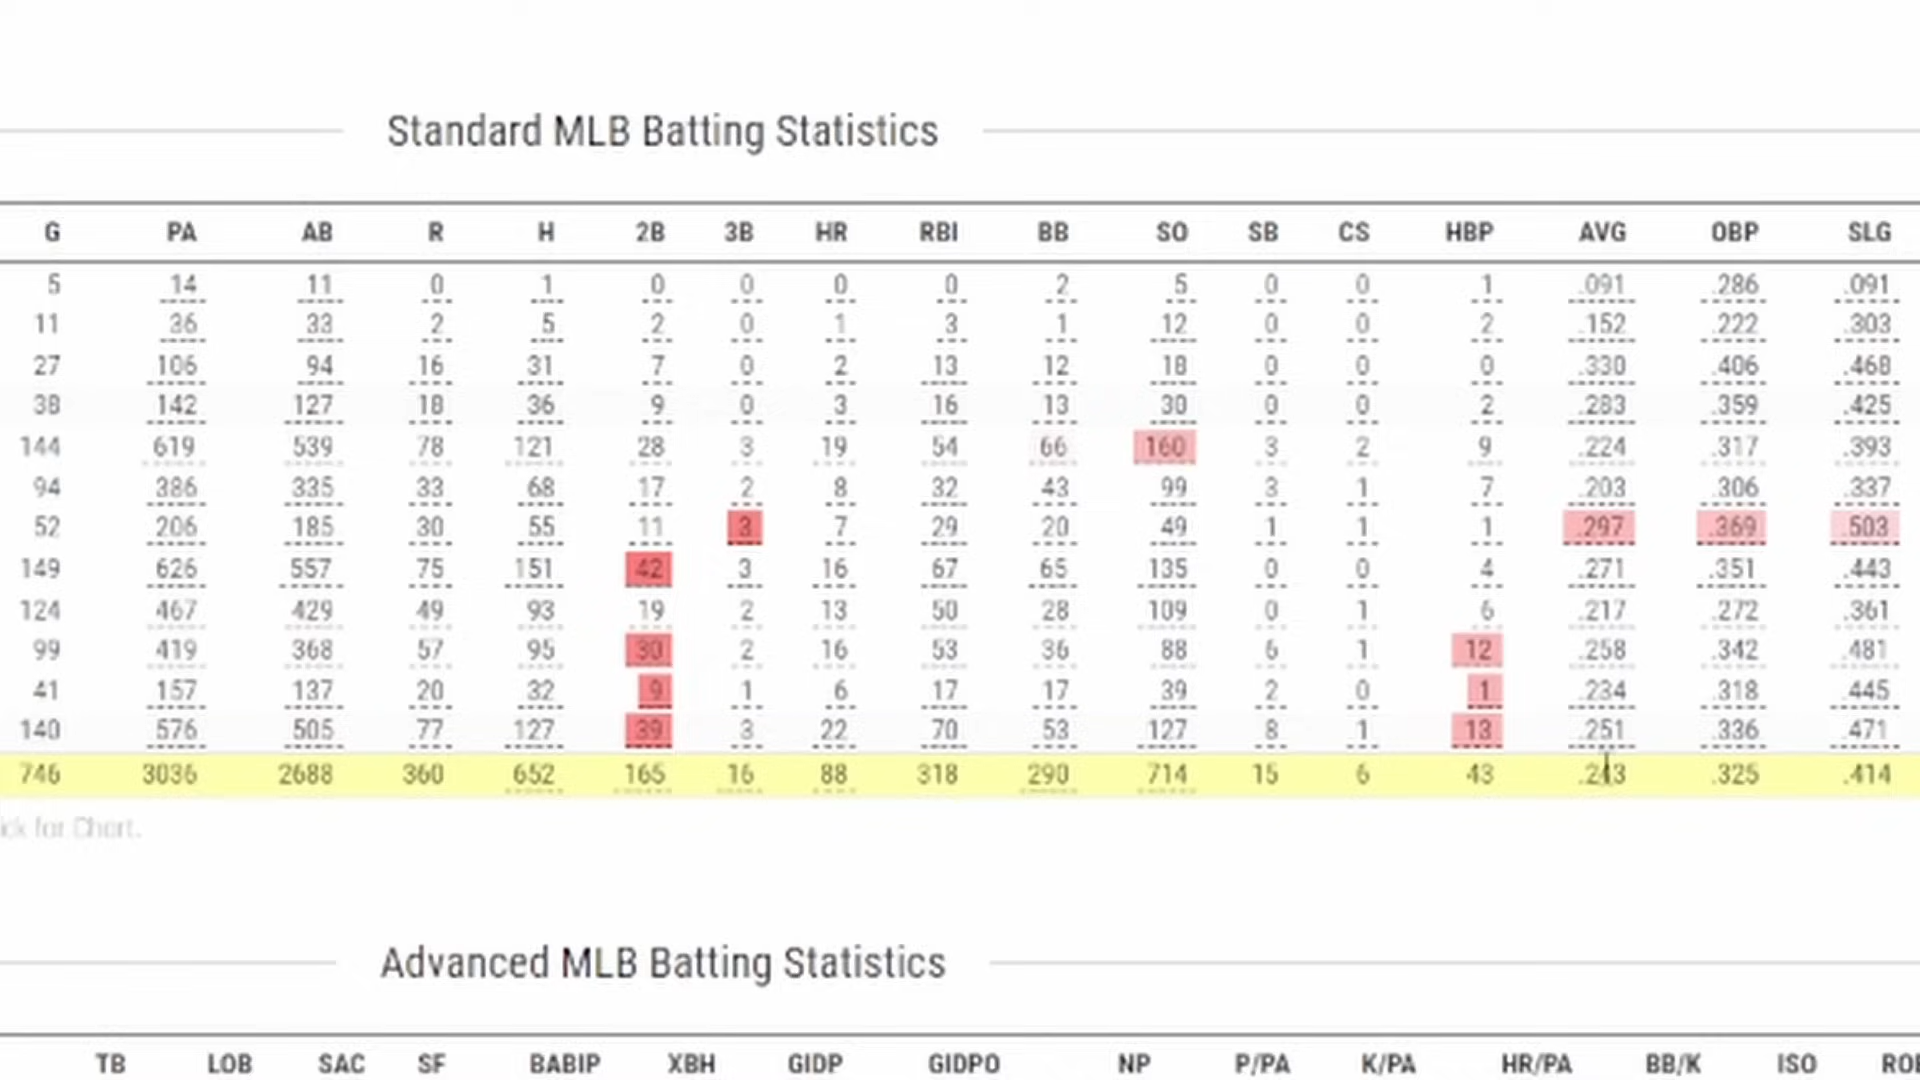 Standard MLB Batting Statistics
G PA AB R H 2B 3B HR RBI BB SO SB CS HBP AVG OBP SLG
5 14 11 0 1 0 0 0 0 2 5 0 0 1 .091 .286 .091
11 36 33 2 5 2 0 1 3 1 12 0 0 2 .152 .222 .303
27 106 94 16 31 7 0 2 13 12 18 0 0 0 .330 .406 .468
38 142 127 18 36 9 0 3 16 13 30 0 0 2 .283 .359 .425
144 619 539 78 121 28 3 19 54 66 160 3 2 9 .224 .317 .393
94 386 335 33 68 17 2 8 32 43 99 3 1 7 .203 .306 .337
52 206 185 30 55 11 3 7 29 20 49 1 1 1 .297 .369 .503
149 626 557 75 151 42 3 16 67 65 135 0 0 4 .271 .351 .443
124 467 429 49 93 19 2 13 50 28 109 0 1 6 .217 .272 .361
99 419 368 57 95 30 2 16 53 36 88 6 1 12 .258 .342 .481
41 157 137 20 32 9 1 6 17 17 39 2 0 1 .234 .318 .445
140 576 505 77 127 39 3 22 70 53 127 8 1 13 .251 .336 .471
746 3036 2688 360 652 165 16 88 318 290 714 15 6 43 .243 .325 .414
ick for Chart.
Advanced MLB Batting Statistics
TB LOB SAC SF BABIP XBH GIDP GIDPO NP P/PA K/PA HR/PA BB/K ISO ROE